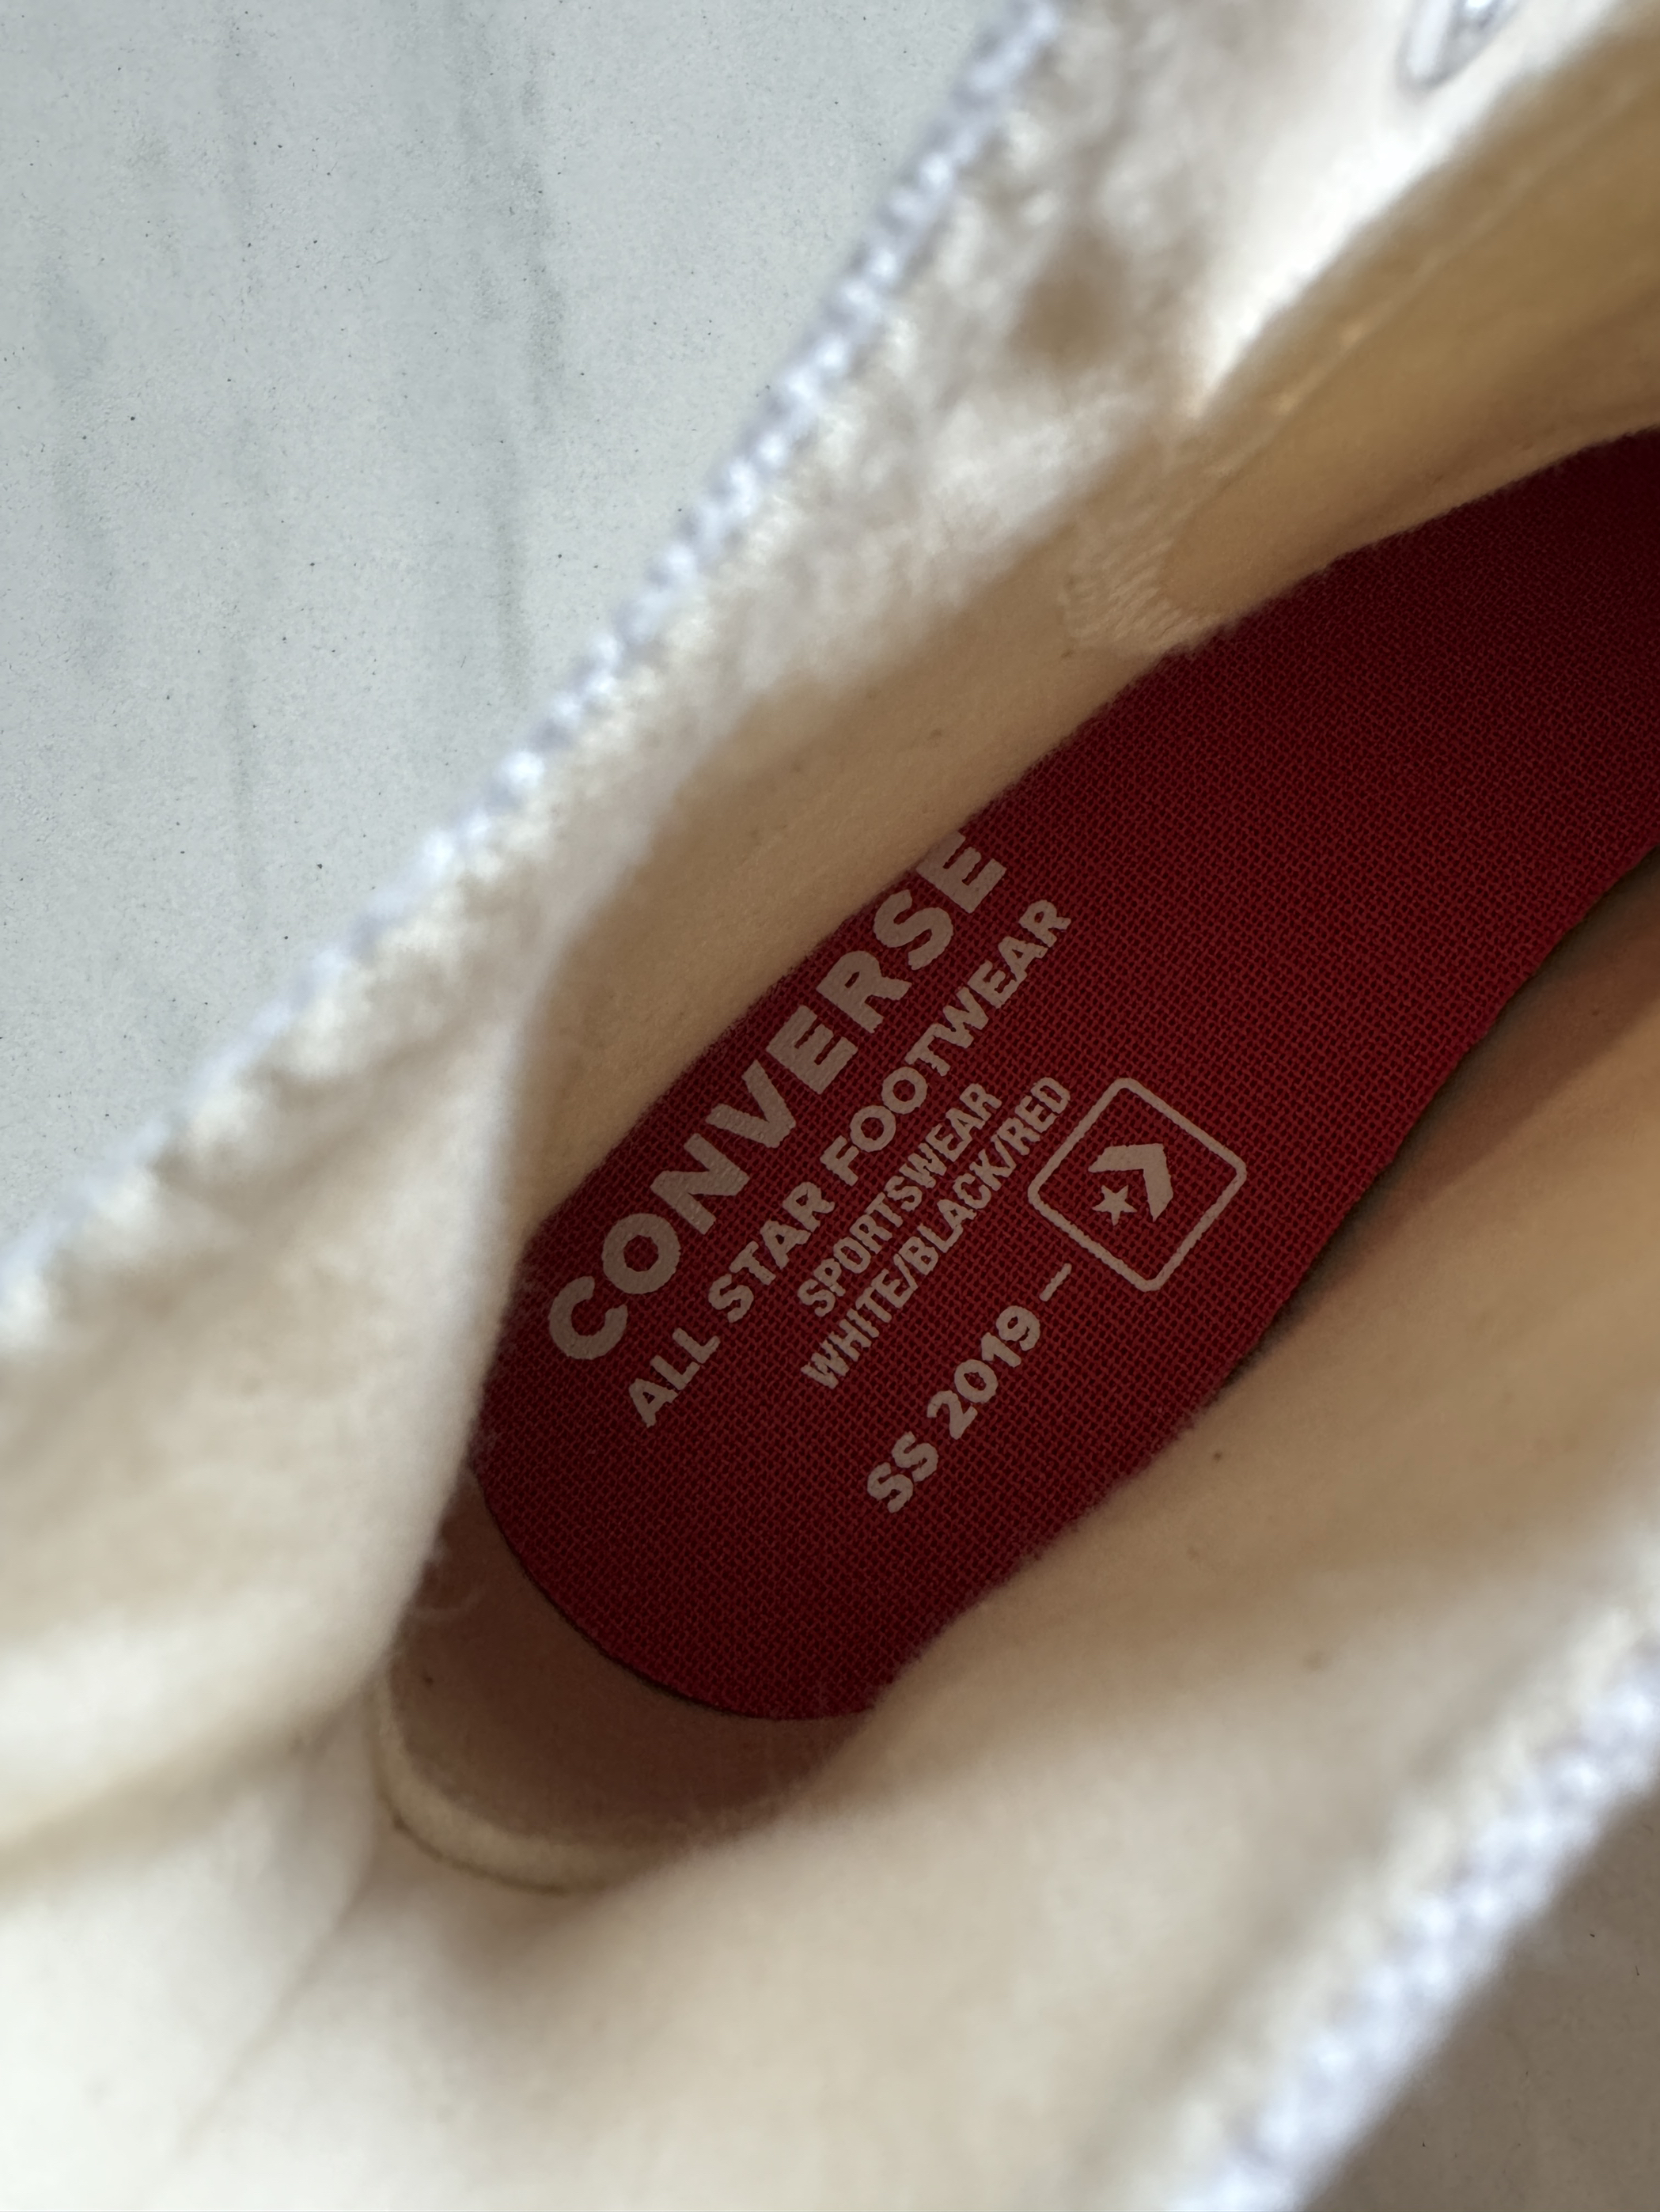 CONVERSE
ALL STAR FOOTWEAR
SPORTSWEAR
WHITE/BLACK/RED
SS 2019 —